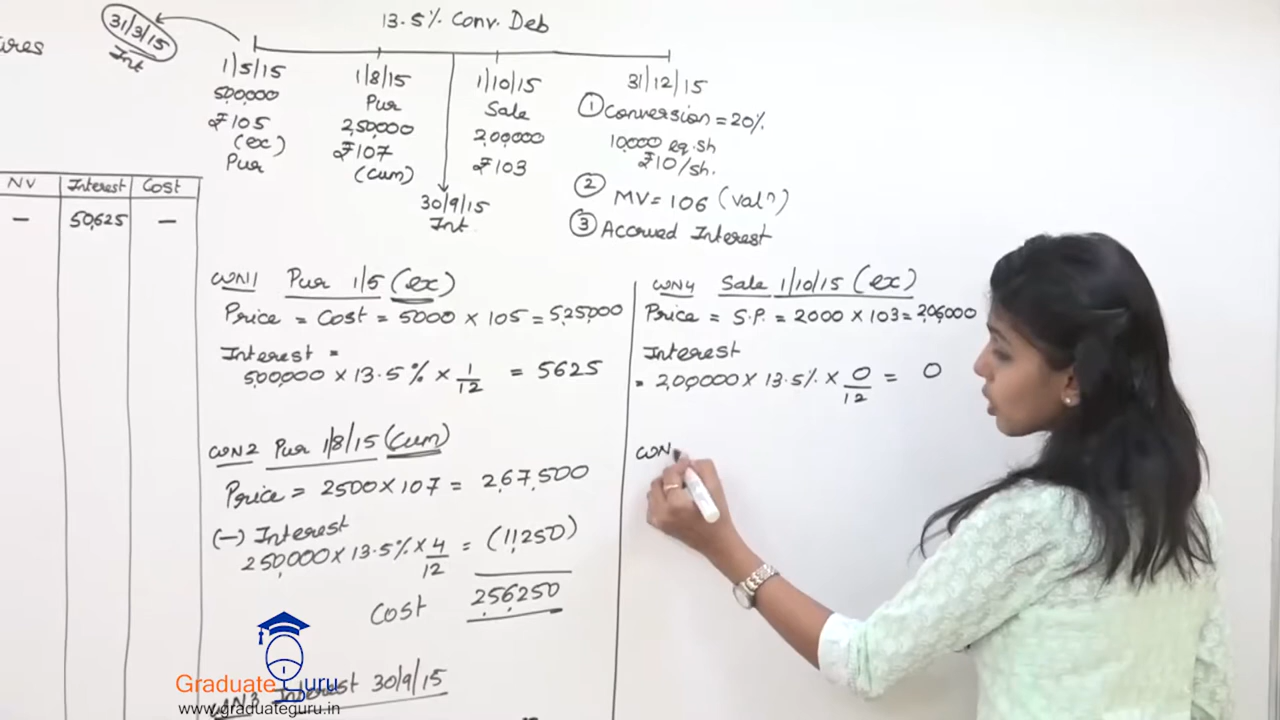 ures
31/3/15
Int
13.5% Conv. Deb
1/5/15
5,00,000
₹105
(ex)
Pur
1/8/15
Pur
2,50,000
₹107
(cum)
30/9/15
Int.
1/10/15
Sale
2,00,000
₹103
31/12/15
① Conversion = 20%
10,000 eq.sh
₹10/sh.
② MV = 106 (valⁿ)
③ Accrued Interest
NV Interest Cost
— 50,625 —
WN1 Pur 1/5 (ex)
Price = Cost = 5000 × 105 = 5,25,000
Interest =
5,00,000 × 13.5% × 1/12 = 5625
WN2 Pur 1/8/15 (Cum)
Price = 2500 × 107 = 2,67,500
(-) Interest
2,50,000 × 13.5% × 4/12 = (11,250)
Cost 2,56,250
WN3 Interest 30/9/15
WN4 Sale 1/10/15 (ex)
Price = S.P. = 2000 × 103 = 2,06,000
Interest
= 2,00,000 × 13.5% × 0/12 = 0
WN
Graduate Guru
www.graduateguru.in